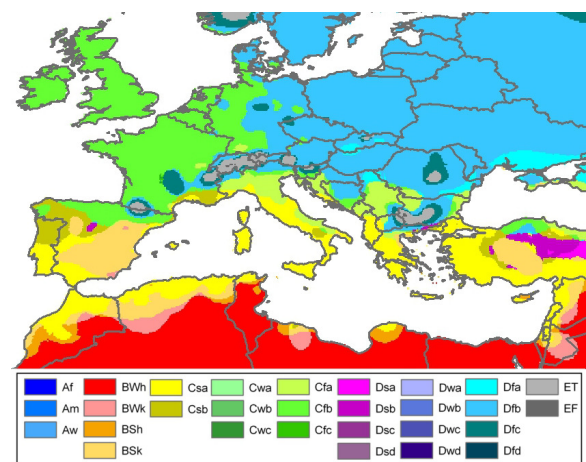 Af BWh Csa Cwa Cfa Dsa Dwa Dfa ET
Am BWk Csb Cwb Cfb Dsb Dwb Dfb EF
Aw BSh Cwc Cfc Dsc Dwc Dfc
BSk Dsd Dwd Dfd